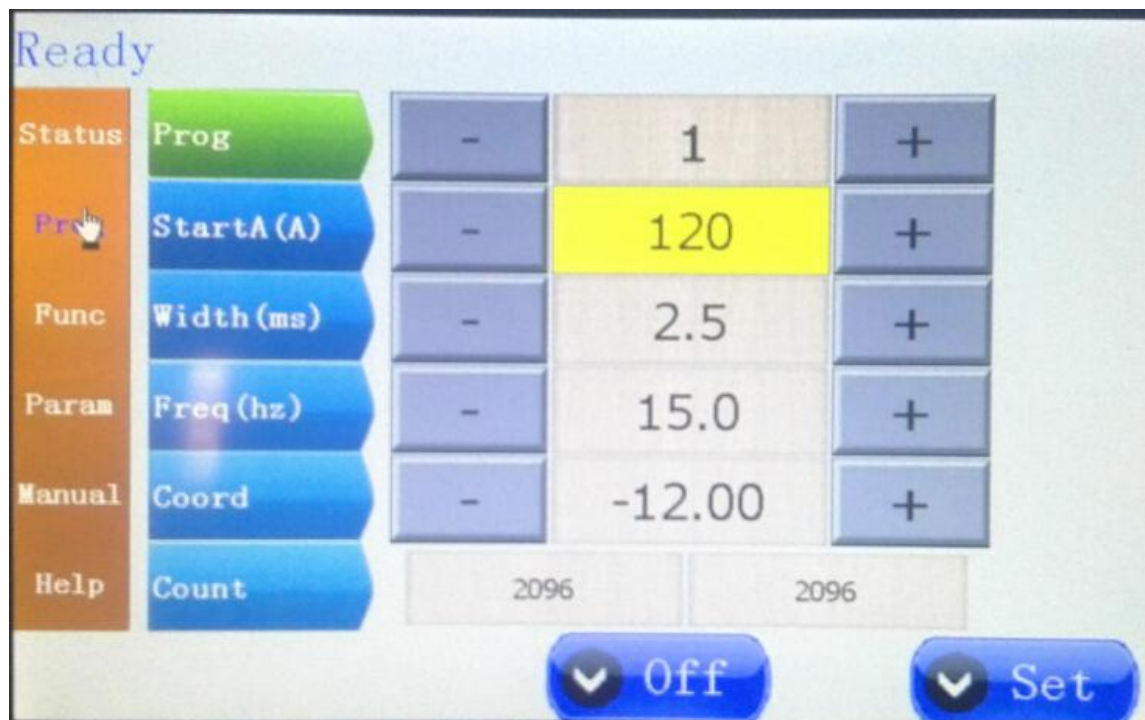 Ready
Status Prog - 1 +
StartA(A) - 120 +
Func Width(ms) - 2.5 +
Param Freq(hz) - 15.0 +
Manual Coord - -12.00 +
Help Count 2096 2096
Off Set